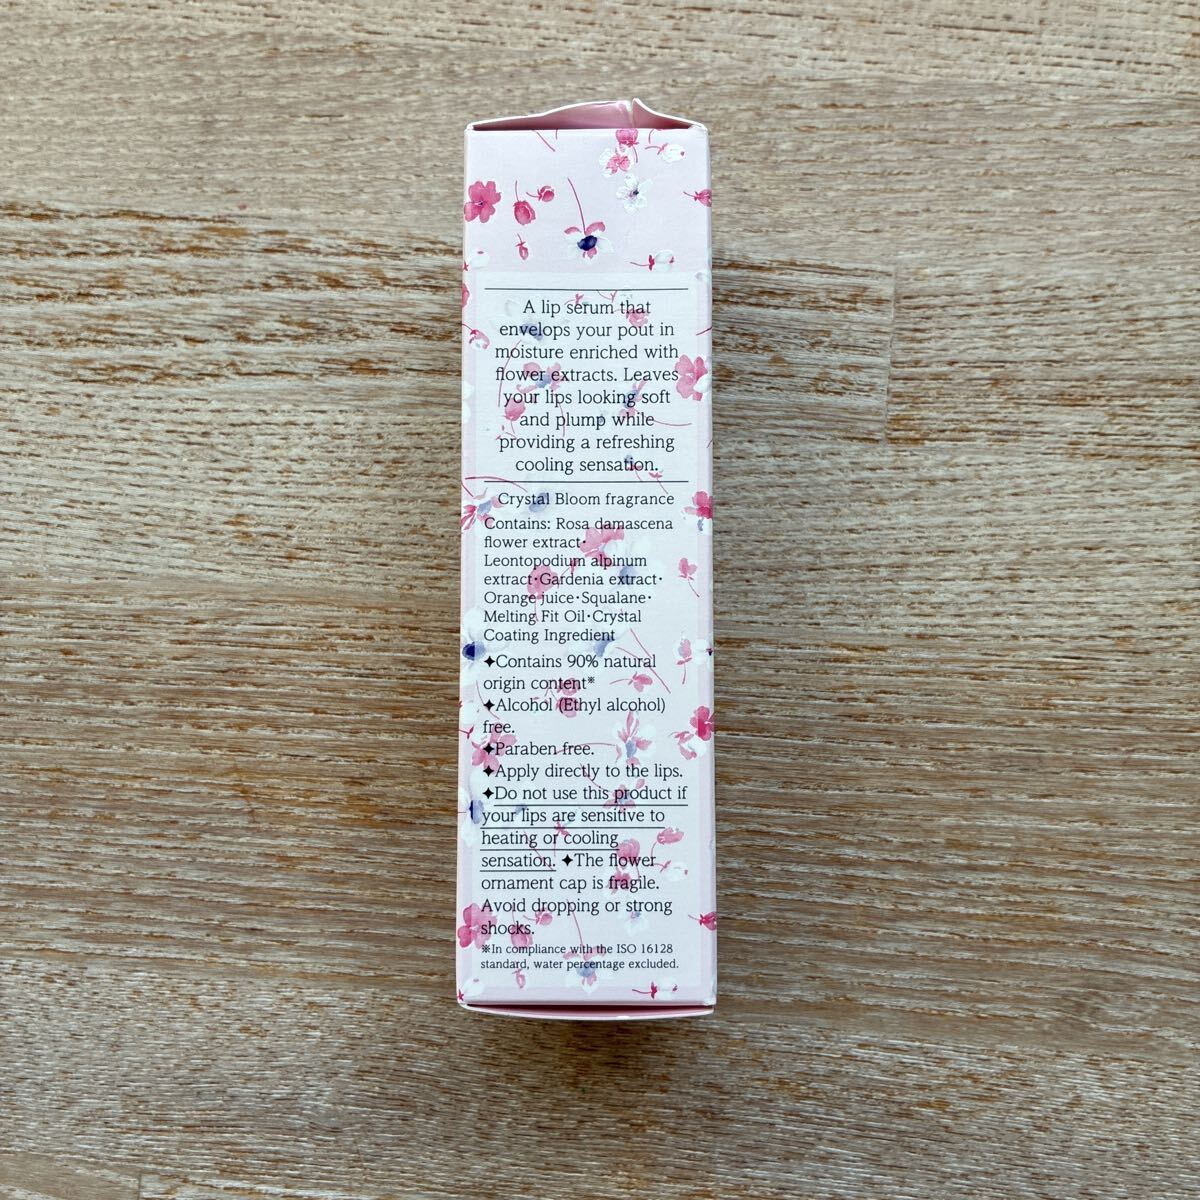 A lip serum that
envelops your pout in
moisture enriched with
flower extracts. Leaves
your lips looking soft
and plump while
providing a refreshing
cooling sensation.
Crystal Bloom fragrance
Contains: Rosa damascena
flower extract・
Leontopodium alpinum
extract・Gardenia extract・
Orange juice・Squalane・
Melting Fit Oil・Crystal
Coating Ingredient
✦Contains 90% natural
origin content※
✦Alcohol (Ethyl alcohol)
free.
✦Paraben free.
✦Apply directly to the lips.
✦Do not use this product if
your lips are sensitive to
heating or cooling
sensation. ✦The flower
ornament cap is fragile.
Avoid dropping or strong
shocks.
※In compliance with the ISO 16128
standard, water percentage excluded.